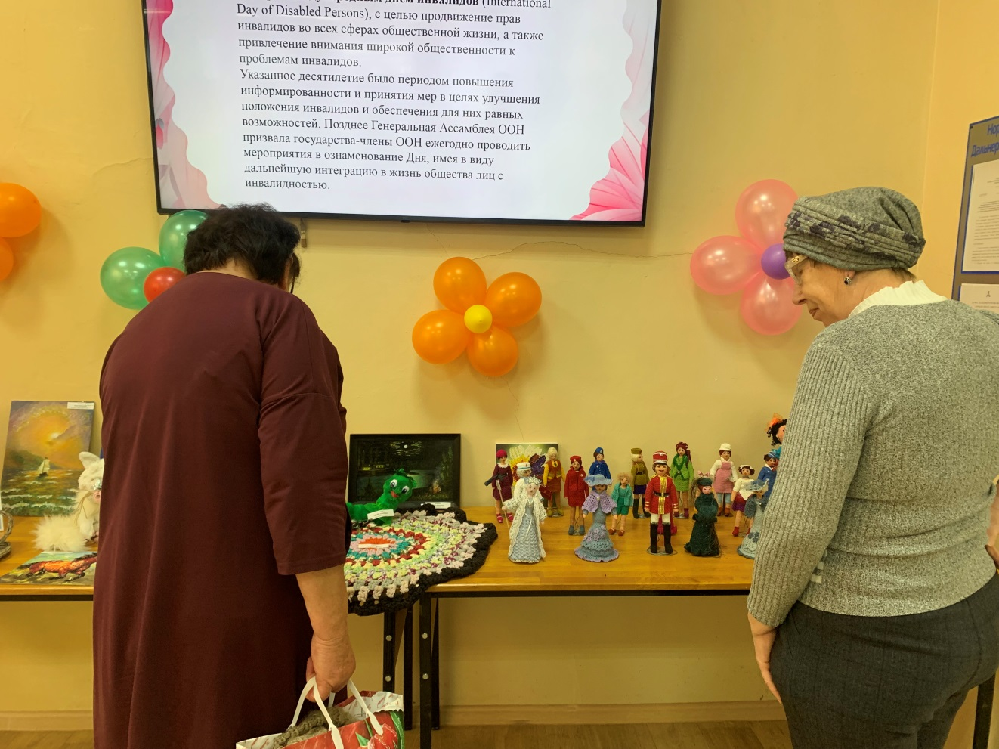 инвалидов (International
Day of Disabled Persons), с целью продвижение прав
инвалидов во всех сферах общественной жизни, а также
привлечение внимания широкой общественности к
проблемам инвалидов.
Указанное десятилетие было периодом повышения
информированности и принятия мер в целях улучшения
положения инвалидов и обеспечения для них равных
возможностей. Позднее Генеральная Ассамблея ООН
призвала государства-члены ООН ежегодно проводить
мероприятия в ознаменование Дня, имея в виду
дальнейшую интеграцию в жизнь общества лиц с
инвалидностью.